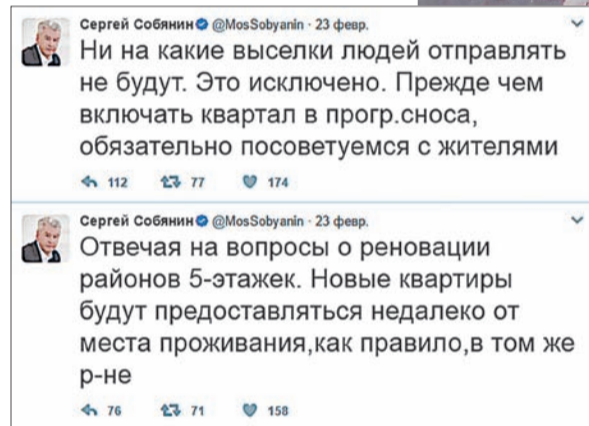 Сергей Собянин @MosSobyanin · 23 февр.
Ни на какие выселки людей отправлять
не будут. Это исключено. Прежде чем
включать квартал в прогр.сноса,
обязательно посоветуемся с жителями
112 77 174
Сергей Собянин @MosSobyanin · 23 февр.
Отвечая на вопросы о реновации
районов 5-этажек. Новые квартиры
будут предоставляться недалеко от
места проживания,как правило,в том же
р-не
76 71 158